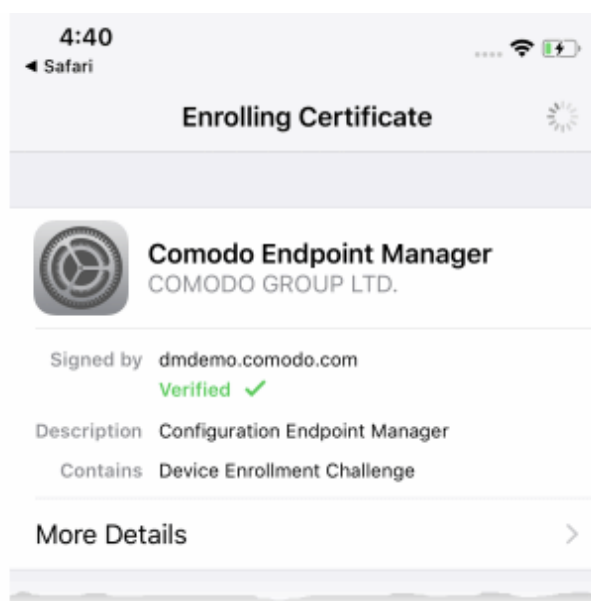 4:40
◀ Safari
Enrolling Certificate
Comodo Endpoint Manager
COMODO GROUP LTD.
Signed by dmdemo.comodo.com
Verified ✓
Description Configuration Endpoint Manager
Contains Device Enrollment Challenge
More Details